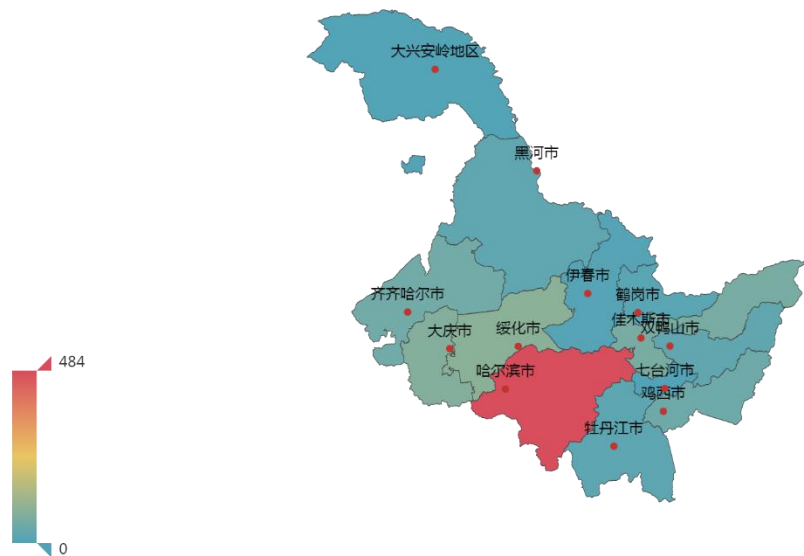 大兴安岭地区
黑河市
伊春市
鹤岗市
齐齐哈尔市
佳木斯市
双鸭山市
大庆市
绥化市
哈尔滨市
七台河市
鸡西市
牡丹江市
484
0